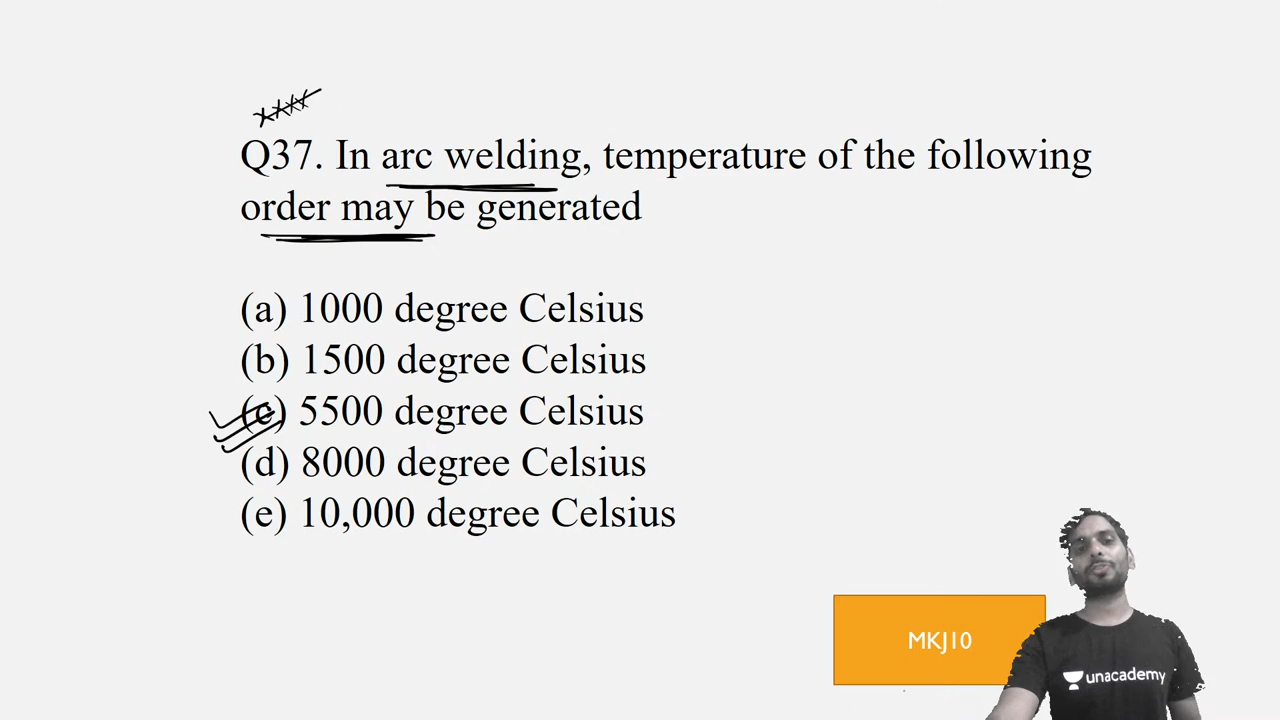 Q37. In arc welding, temperature of the following
order may be generated
(a) 1000 degree Celsius
(b) 1500 degree Celsius
(c) 5500 degree Celsius
(d) 8000 degree Celsius
(e) 10,000 degree Celsius
MKJ10
unacademy